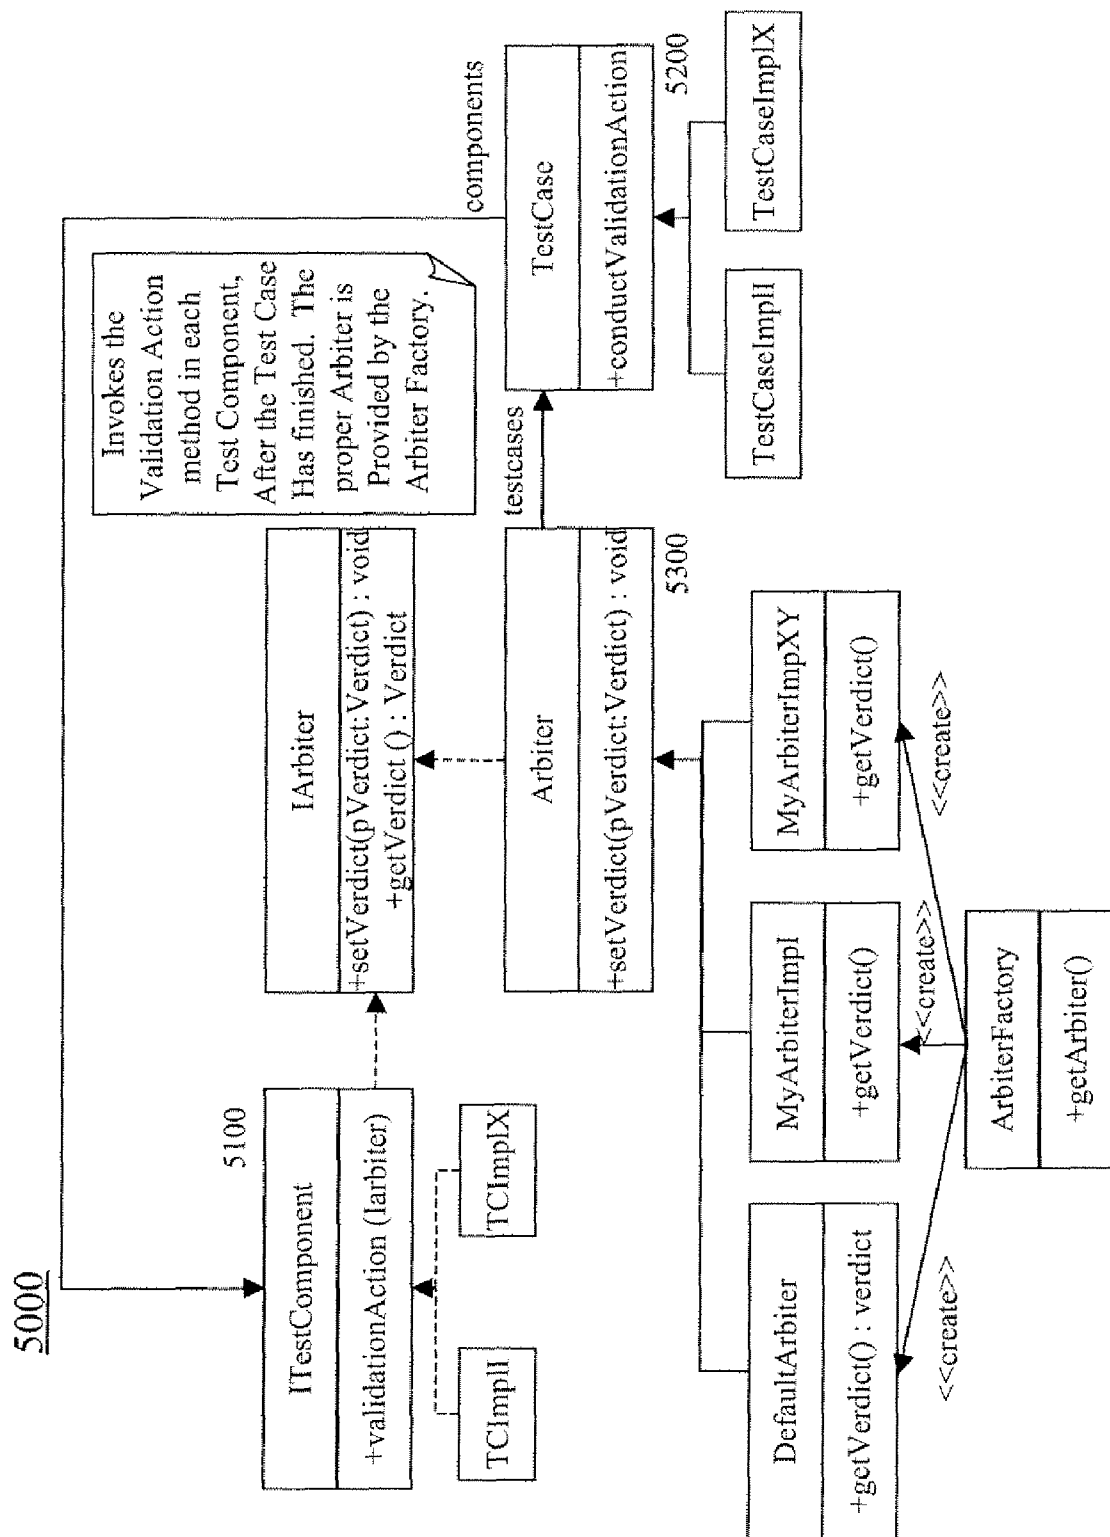 5000
components
Invokes the
Validation Action
method in each
Test Component,
After the Test Case
Has finished. The
proper Arbiter is
Provided by the
Arbiter Factory.
5100
ITestComponent
+validationAction (Iarbiter)
IArbiter
+setVerdict(pVerdict:Verdict) : void
+getVerdict () : Verdict
TCImplI
TCImplX
testcases
Arbiter
+setVerdict(pVerdict:Verdict) : void
5300
TestCase
+conductValidationAction
5200
TestCaseImplI
TestCaseImplX
DefaultArbiter
+getVerdict() : verdict
MyArbiterImpl
+getVerdict()
MyArbiterImpXY
+getVerdict()
<<create>>
<<create>>
<<create>>
ArbiterFactory
+getArbiter()